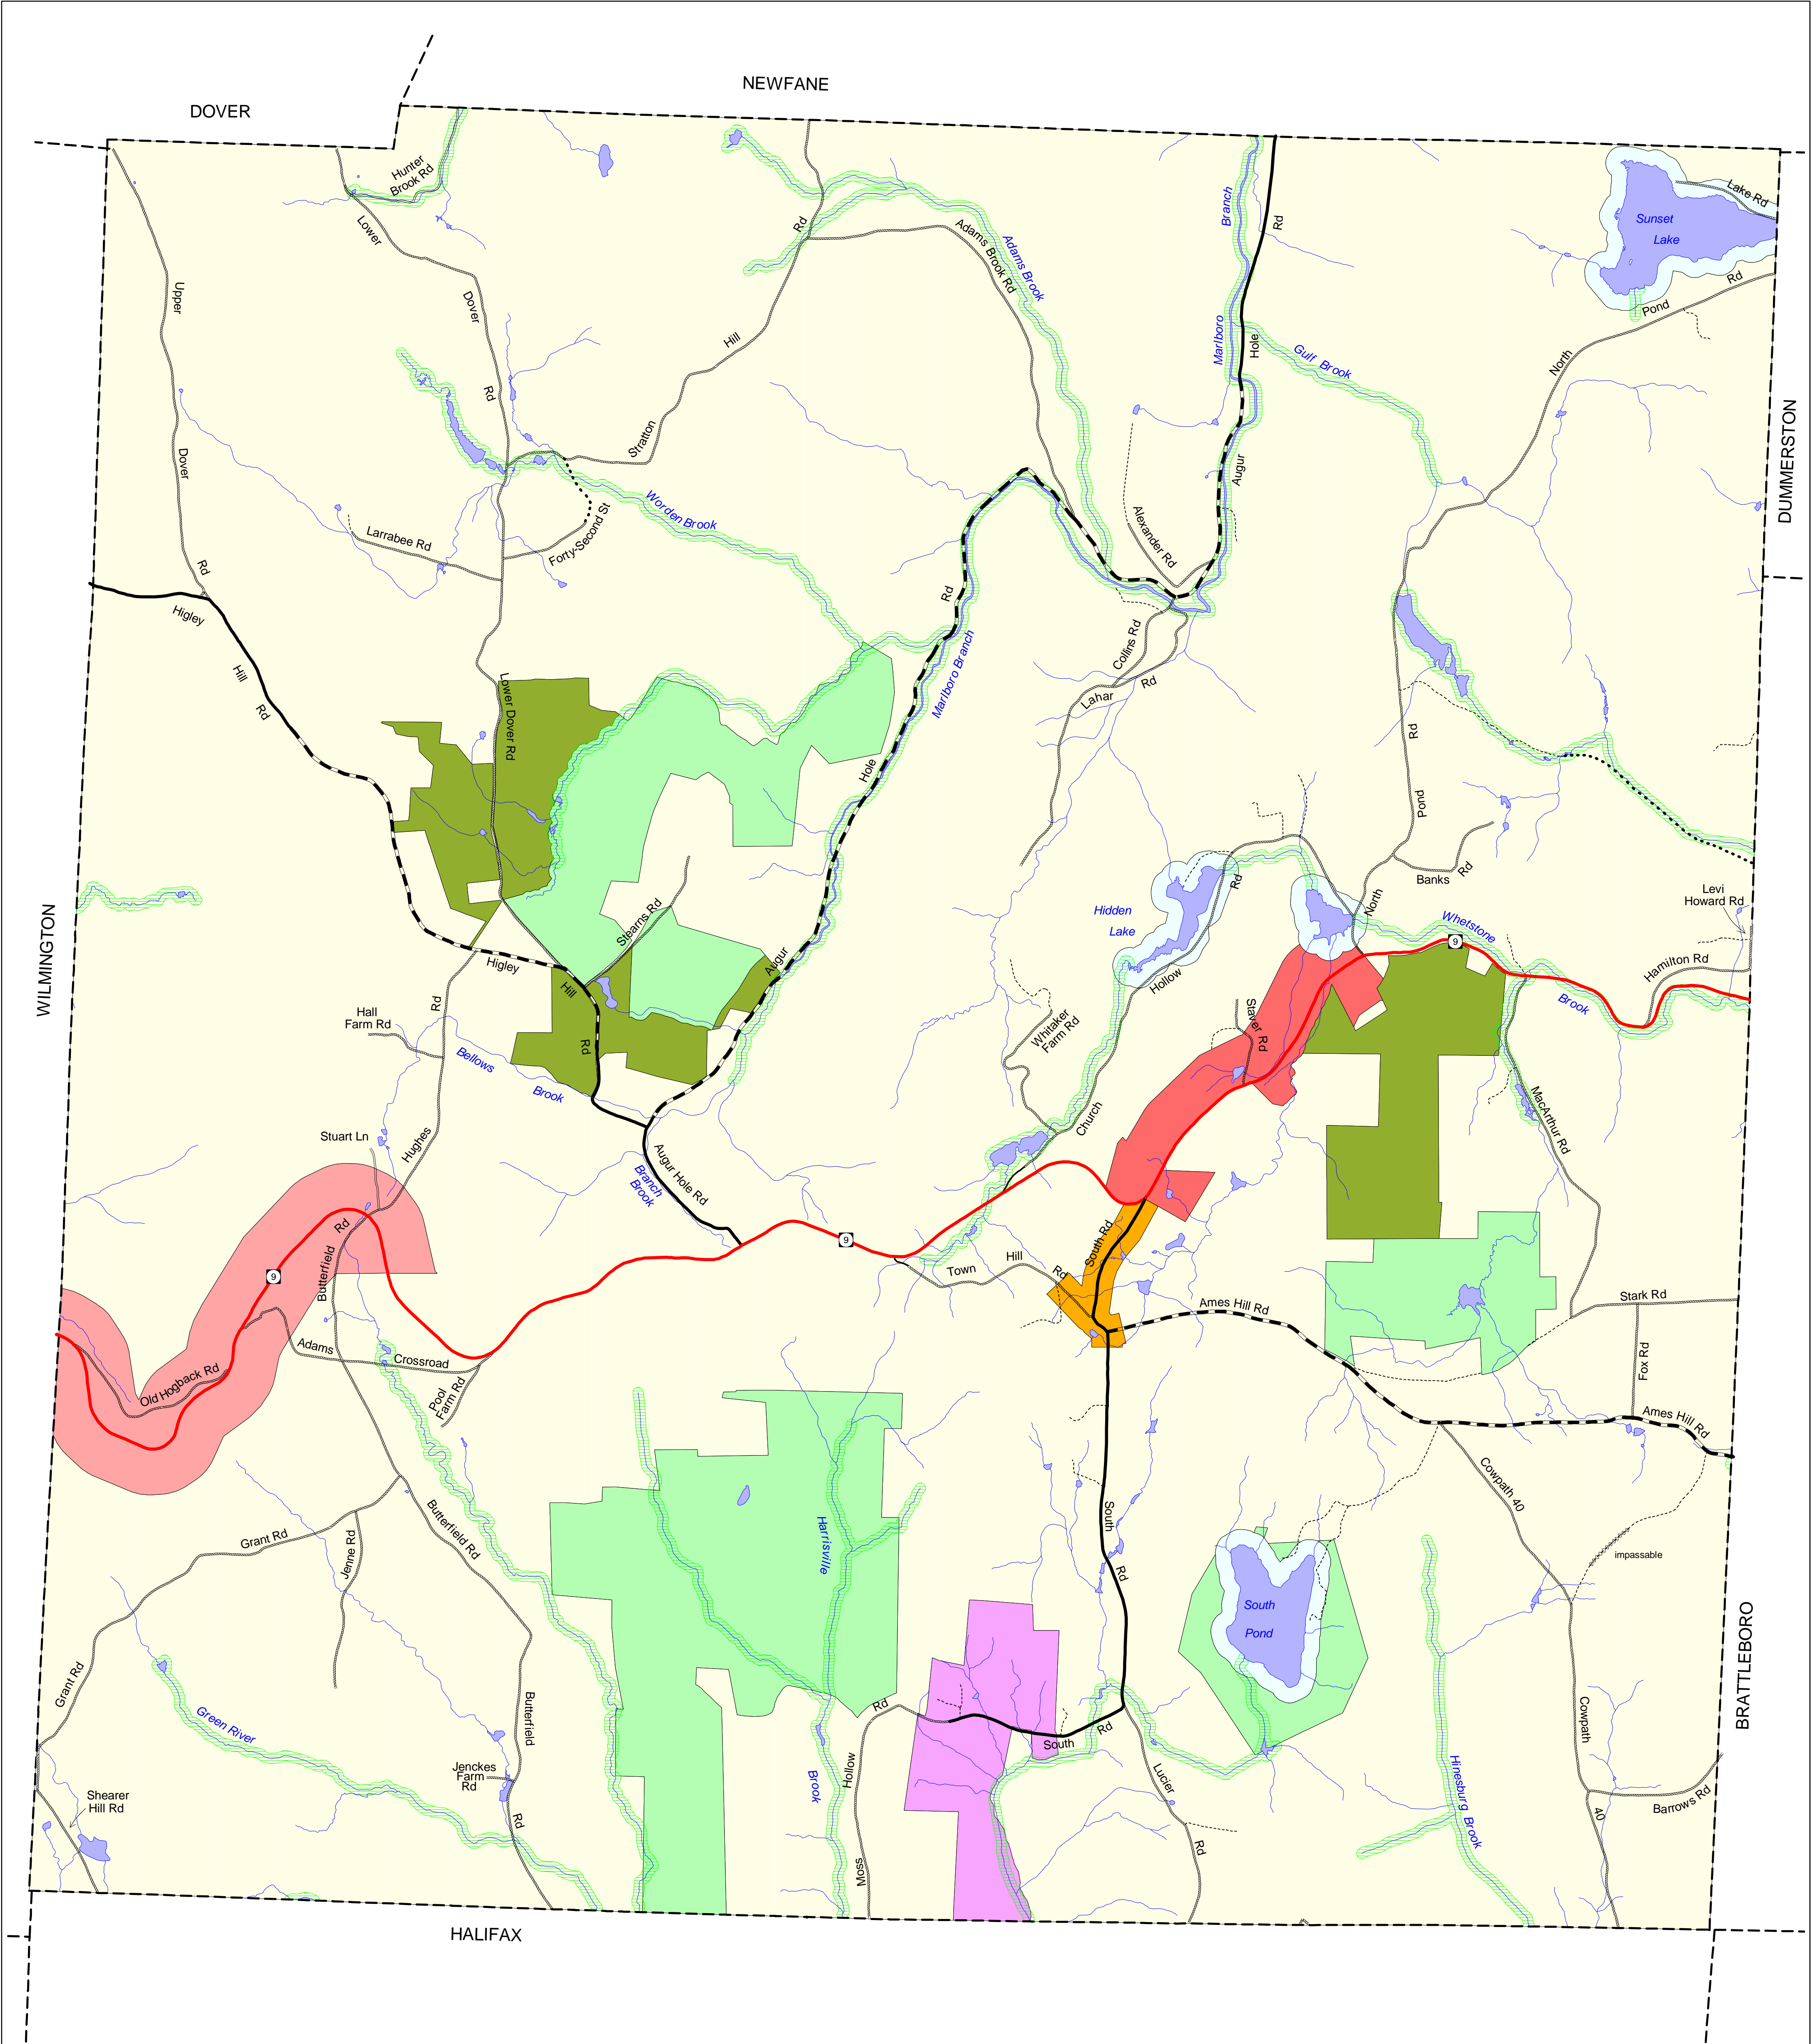 NEWFANE
DOVER
Hunter
Brook Rd
Lake Rd
Sunset
Lake
Branch
Rd
Lower
Rd
Adams Brook Rd
Adams Brook
Upper
Dover
Rd
Pond
Marlboro
Hole
Gulf Brook
Hill
North
Rd
Stratton
Dover
Augur
DUMMERSTON
Worden Brook
Larrabee Rd
Forty-Second St
Alexander Rd
Rd
Higley
Rd
Collins Rd
Hill
Rd
Lower Dover Rd
Marlboro Branch
Lahar
Rd
Rd
Hole
Pond
Banks
Rd
Levi
Howard Rd
Hidden
Lake
Rd
North
Whetstone
9
WILMINGTON
Stearns Rd
Augur
Higley
Hill
Hollow
Hamilton Rd
Brook
Rd
Hall
Farm Rd
Rd
Whitaker
Farm Rd
Staver Rd
Bellows
Brook
Church
MacArthur Rd
Stuart Ln
Hughes
Augur Hole Rd
Branch
Brook
Rd
Butterfield
9
9
South Rd
Town
Hill
Rd
Ames Hill Rd
Stark Rd
Adams
Crossroad
Old Hogback Rd
Pool
Farm Rd
Fox Rd
Ames Hill Rd
Cowpath 40
Butterfield Rd
Grant Rd
Jenne Rd
Harrisville
South
Rd
impassable
South
Pond
BRATTLEBORO
Grant Rd
Green River
Butterfield
Rd
South
Rd
Cowpath
Jenckes
Farm
Rd
Brook
Hollow
Lucier
Hinesburg Brook
Shearer
Hill Rd
Rd
Barrows Rd
40
Moss
Rd
HALIFAX